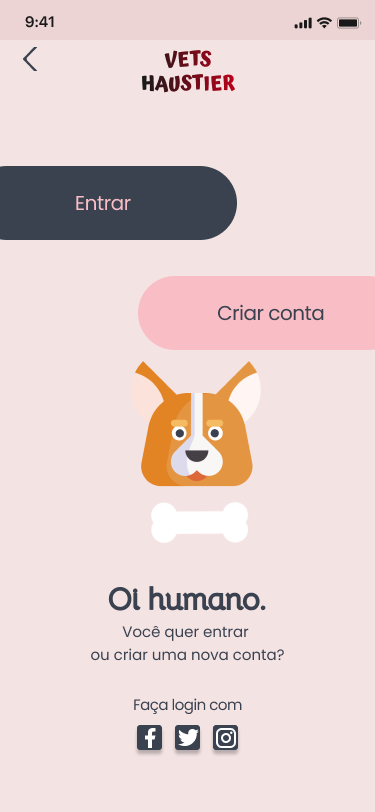 9:41
VETS
HAUSTIER
Entrar
Criar conta
Oi humano.
Você quer entrar
ou criar uma nova conta?
Faça login com